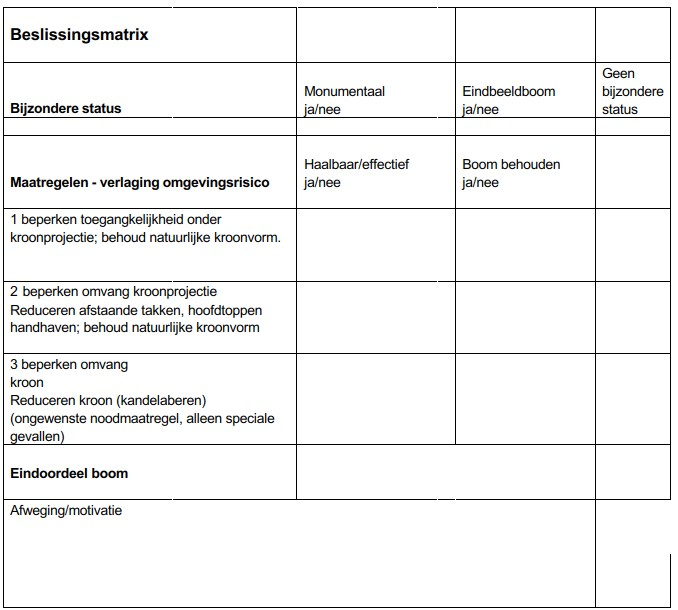 Beslissingsmatrix
Geen
Monumentaal Eindbeeldboom bijzondere
Bijzondere status ja/nee ja/nee status
Haalbaar/effectief Boom behouden
Maatregelen - verlaging omgevingsrisico ja/nee ja/nee
1 beperken toegangkelijkheid onder
kroonprojectie; behoud natuurlijke kroonvorm.
2 beperken omvang kroonprojectie
Reduceren afstaande takken, hoofdtoppen
handhaven; behoud natuurlijke kroonvorm
3 beperken omvang
kroon
Reduceren kroon (kandelaberen)
(ongewenste noodmaatregel, alleen speciale
gevallen)
Eindoordeel boom
Afweging/motivatie